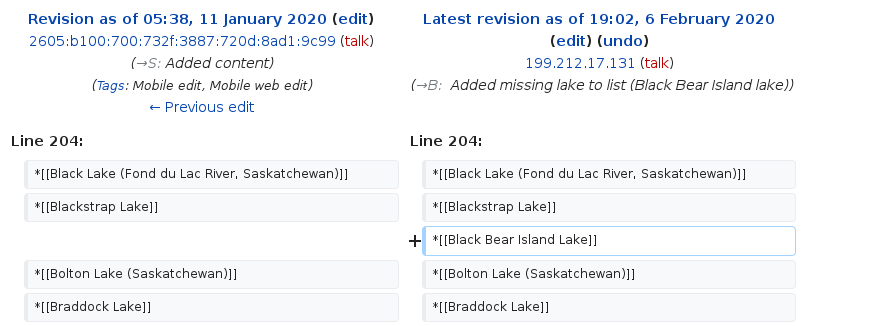 Revision as of 05:38, 11 January 2020 (edit)
2605:b100:700:732f:3887:720d:8ad1:9c99 (talk)
(→S: Added content)
(Tags: Mobile edit, Mobile web edit)
← Previous edit
Latest revision as of 19:02, 6 February 2020
(edit) (undo)
199.212.17.131 (talk)
(→B: Added missing lake to list (Black Bear Island lake))
Line 204:
Line 204:
*[[Black Lake (Fond du Lac River, Saskatchewan)]]
*[[Black Lake (Fond du Lac River, Saskatchewan)]]
*[[Blackstrap Lake]]
*[[Blackstrap Lake]]
+ *[[Black Bear Island Lake]]
*[[Bolton Lake (Saskatchewan)]]
*[[Bolton Lake (Saskatchewan)]]
*[[Braddock Lake]]
*[[Braddock Lake]]